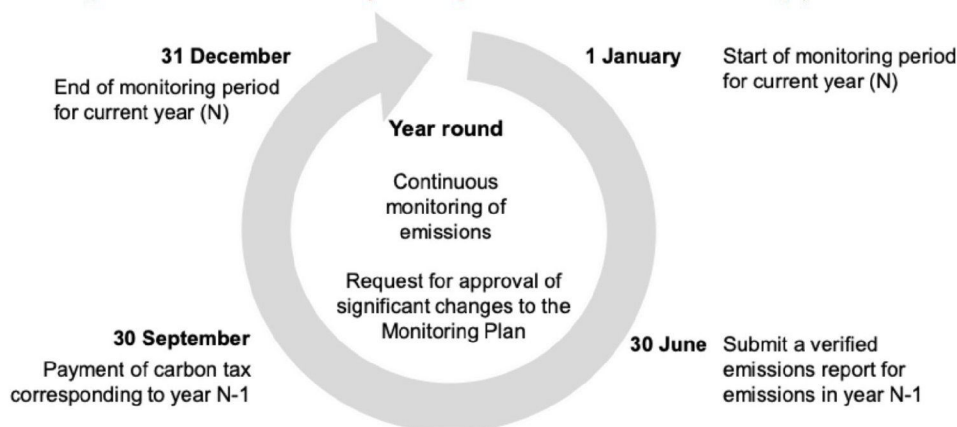 31 December
End of monitoring period
for current year (N)
1 January
Start of monitoring period
for current year (N)
Year round
Continuous
monitoring of
emissions
Request for approval of
significant changes to the
Monitoring Plan
30 September
Payment of carbon tax
corresponding to year N-1
30 June
Submit a verified
emissions report for
emissions in year N-1